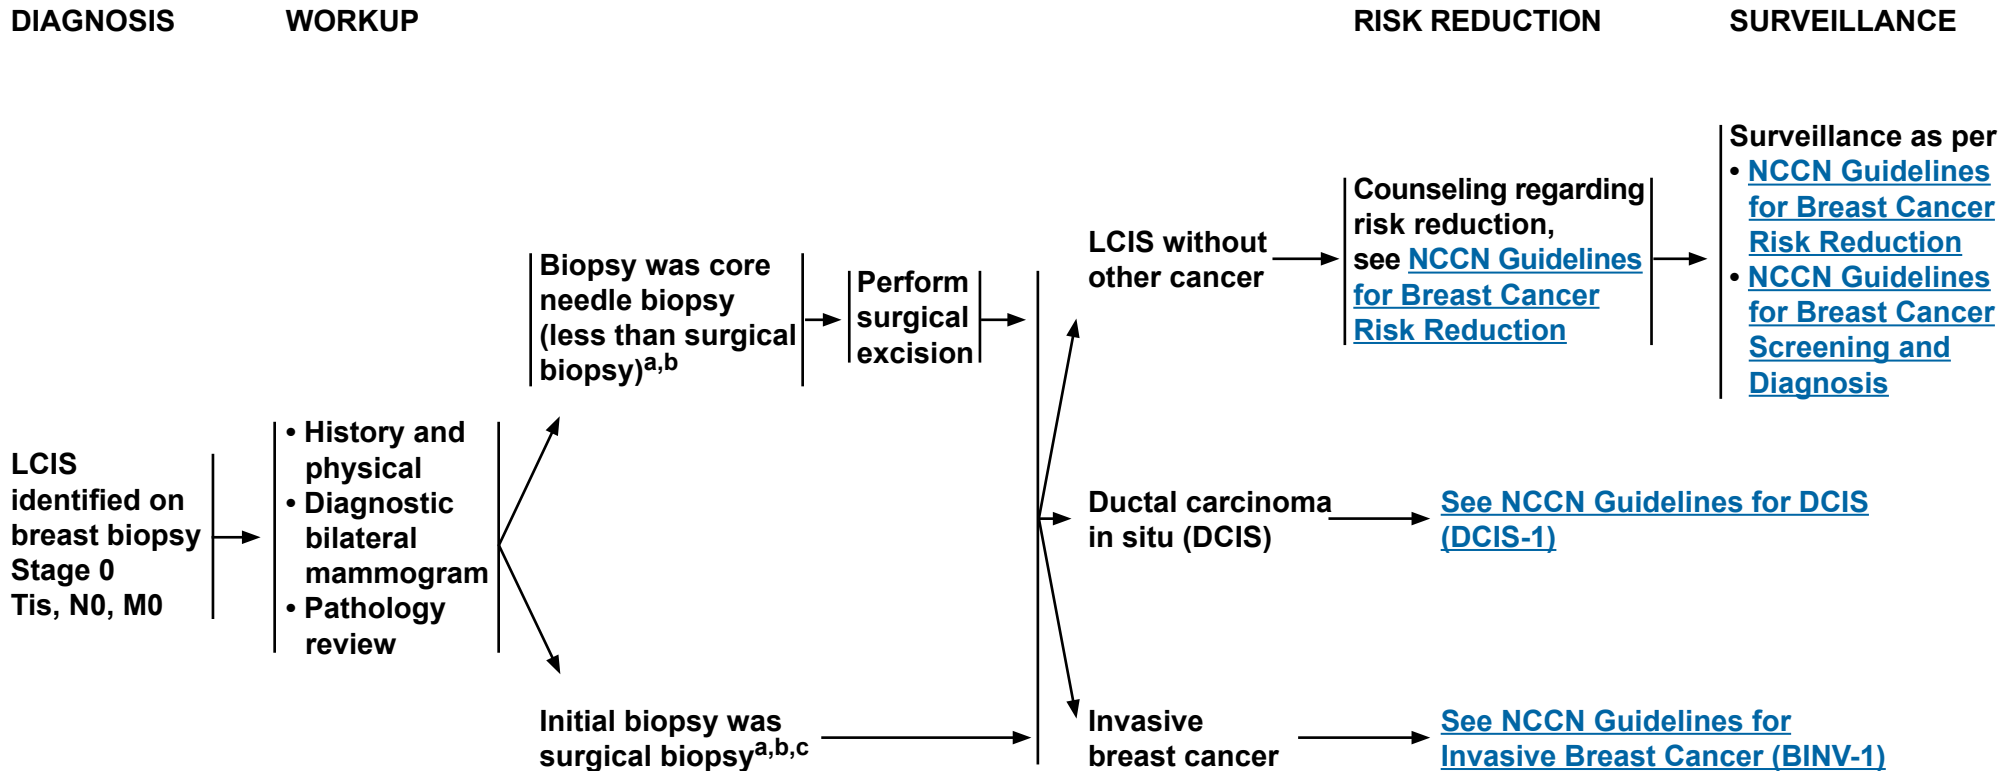 DIAGNOSIS
WORKUP
RISK REDUCTION
SURVEILLANCE
LCIS
identified on
breast biopsy
Stage 0
Tis, N0, M0
• History and
physical
• Diagnostic
bilateral
mammogram
• Pathology
review
Biopsy was core
needle biopsy
(less than surgical
biopsy)a,b
Perform
surgical
excision
Initial biopsy was
surgical biopsya,b,c
LCIS without
other cancer
Counseling regarding
risk reduction,
see NCCN Guidelines
for Breast Cancer
Risk Reduction
Surveillance as per
• NCCN Guidelines
for Breast Cancer
Risk Reduction
• NCCN Guidelines
for Breast Cancer
Screening and
Diagnosis
Ductal carcinoma
in situ (DCIS)
See NCCN Guidelines for DCIS
(DCIS-1)
Invasive
breast cancer
See NCCN Guidelines for
Invasive Breast Cancer (BINV-1)